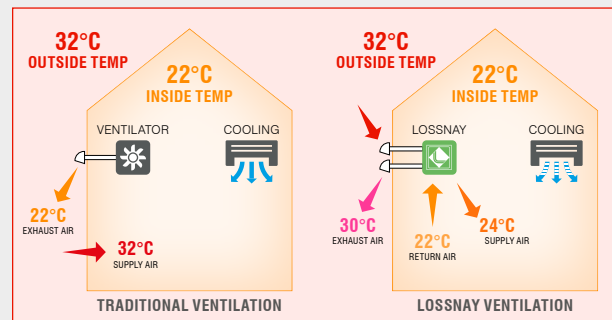 32°C
OUTSIDE TEMP
22°C
INSIDE TEMP
VENTILATOR
COOLING
22°C
EXHAUST AIR
32°C
SUPPLY AIR
TRADITIONAL VENTILATION
32°C
OUTSIDE TEMP
22°C
INSIDE TEMP
LOSSNAY
COOLING
30°C
EXHAUST AIR
22°C
RETURN AIR
24°C
SUPPLY AIR
LOSSNAY VENTILATION